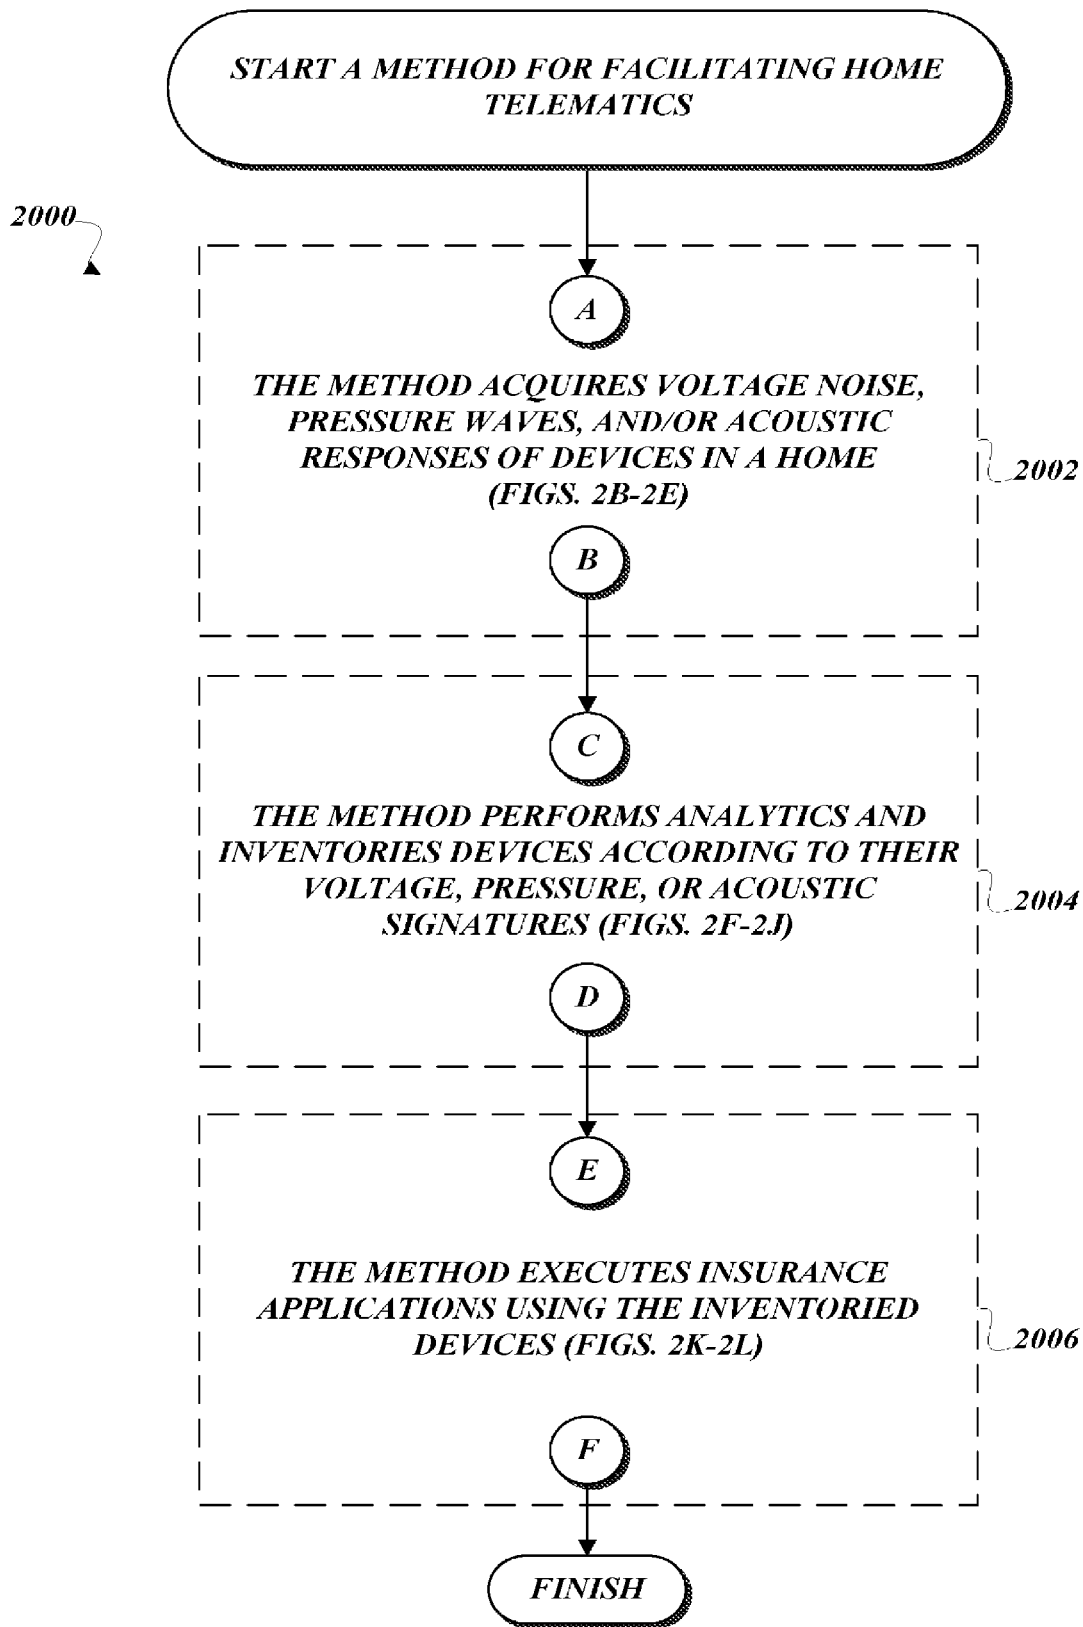 START A METHOD FOR FACILITATING HOME
TELEMATICS
2000
A
THE METHOD ACQUIRES VOLTAGE NOISE,
PRESSURE WAVES, AND/OR ACOUSTIC
RESPONSES OF DEVICES IN A HOME
(FIGS. 2B-2E)
2002
B
C
THE METHOD PERFORMS ANALYTICS AND
INVENTORIES DEVICES ACCORDING TO THEIR
VOLTAGE, PRESSURE, OR ACOUSTIC
SIGNATURES (FIGS. 2F-2J)
2004
D
E
THE METHOD EXECUTES INSURANCE
APPLICATIONS USING THE INVENTORIED
DEVICES (FIGS. 2K-2L)
2006
F
FINISH